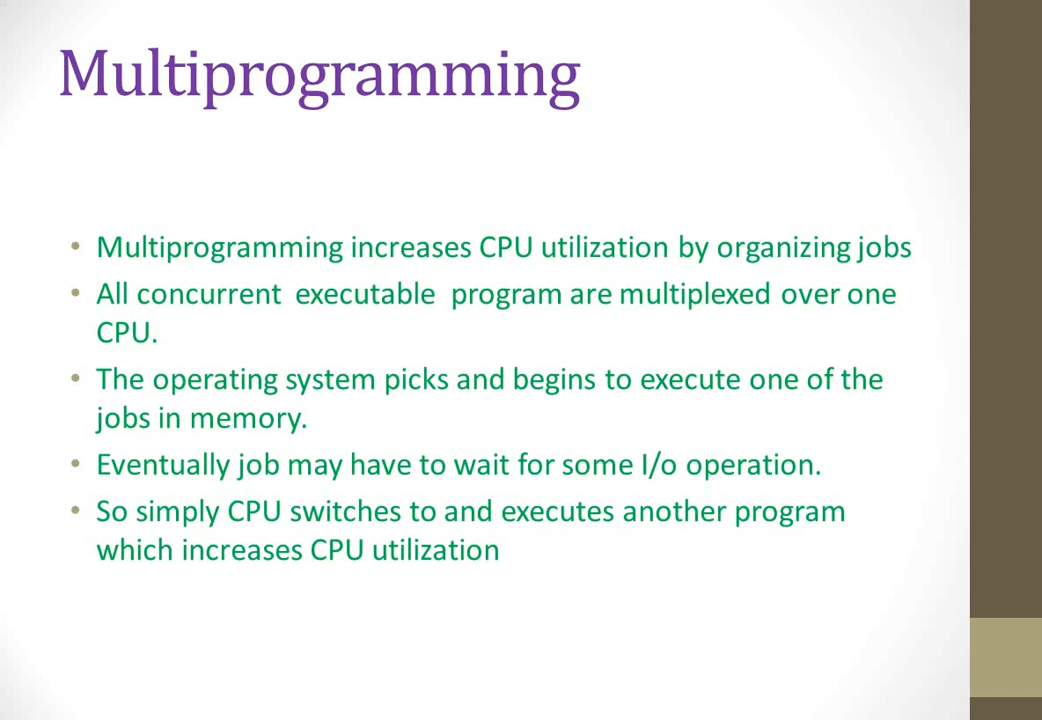 Multiprogramming
• Multiprogramming increases CPU utilization by organizing jobs
• All concurrent executable program are multiplexed over one
CPU.
• The operating system picks and begins to execute one of the
jobs in memory.
• Eventually job may have to wait for some I/o operation.
• So simply CPU switches to and executes another program
which increases CPU utilization